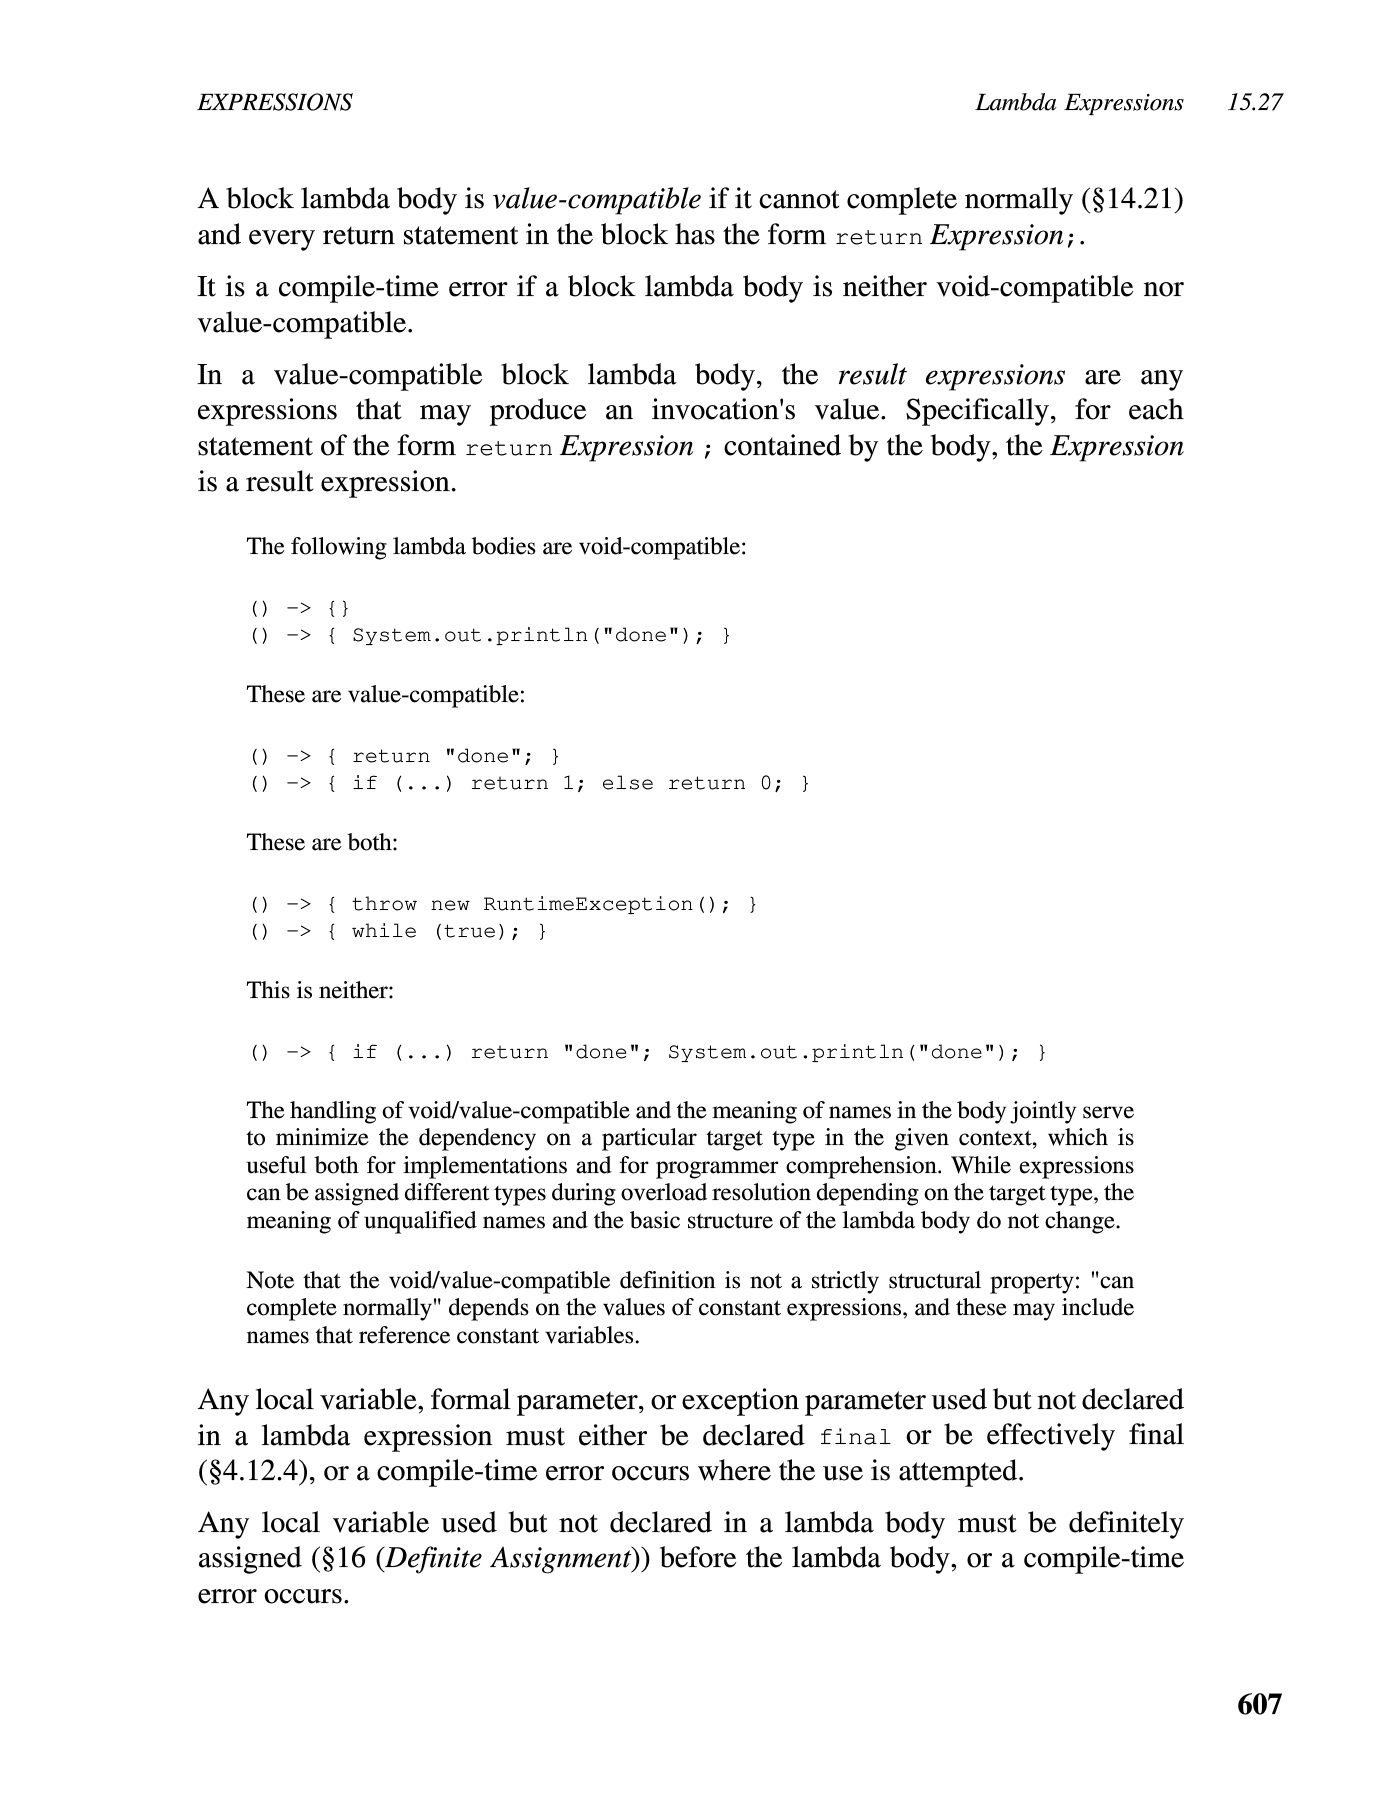 EXPRESSIONS Lambda Expressions 15.27
A block lambda body is value-compatible if it cannot complete normally (§14.21)
and every return statement in the block has the form return Expression;.
It is a compile-time error if a block lambda body is neither void-compatible nor
value-compatible.
In a value-compatible block lambda body, the result expressions are any
expressions that may produce an invocation's value. Specifically, for each
statement of the form return Expression ; contained by the body, the Expression
is a result expression.
The following lambda bodies are void-compatible:
() -> {}
() -> { System.out.println("done"); }
These are value-compatible:
() -> { return "done"; }
() -> { if (...) return 1; else return 0; }
These are both:
() -> { throw new RuntimeException(); }
() -> { while (true); }
This is neither:
() -> { if (...) return "done"; System.out.println("done"); }
The handling of void/value-compatible and the meaning of names in the body jointly serve
to minimize the dependency on a particular target type in the given context, which is
useful both for implementations and for programmer comprehension. While expressions
can be assigned different types during overload resolution depending on the target type, the
meaning of unqualified names and the basic structure of the lambda body do not change.
Note that the void/value-compatible definition is not a strictly structural property: "can
complete normally" depends on the values of constant expressions, and these may include
names that reference constant variables.
Any local variable, formal parameter, or exception parameter used but not declared
in a lambda expression must either be declared final or be effectively final
(§4.12.4), or a compile-time error occurs where the use is attempted.
Any local variable used but not declared in a lambda body must be definitely
assigned (§16 (Definite Assignment)) before the lambda body, or a compile-time
error occurs.
607